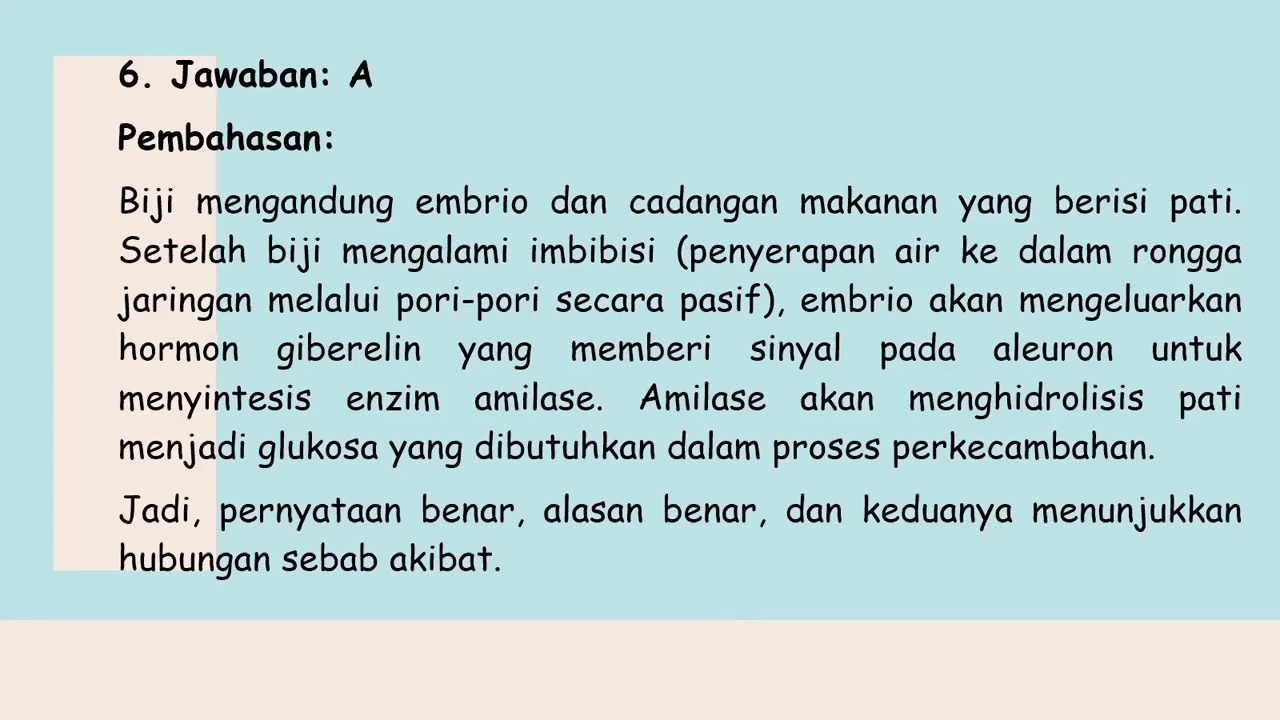 6. Jawaban: A
Pembahasan:
Biji mengandung embrio dan cadangan makanan yang berisi pati.
Setelah biji mengalami imbibisi (penyerapan air ke dalam rongga
jaringan melalui pori-pori secara pasif), embrio akan mengeluarkan
hormon giberelin yang memberi sinyal pada aleuron untuk
menyintesis enzim amilase. Amilase akan menghidrolisis pati
menjadi glukosa yang dibutuhkan dalam proses perkecambahan.
Jadi, pernyataan benar, alasan benar, dan keduanya menunjukkan
hubungan sebab akibat.